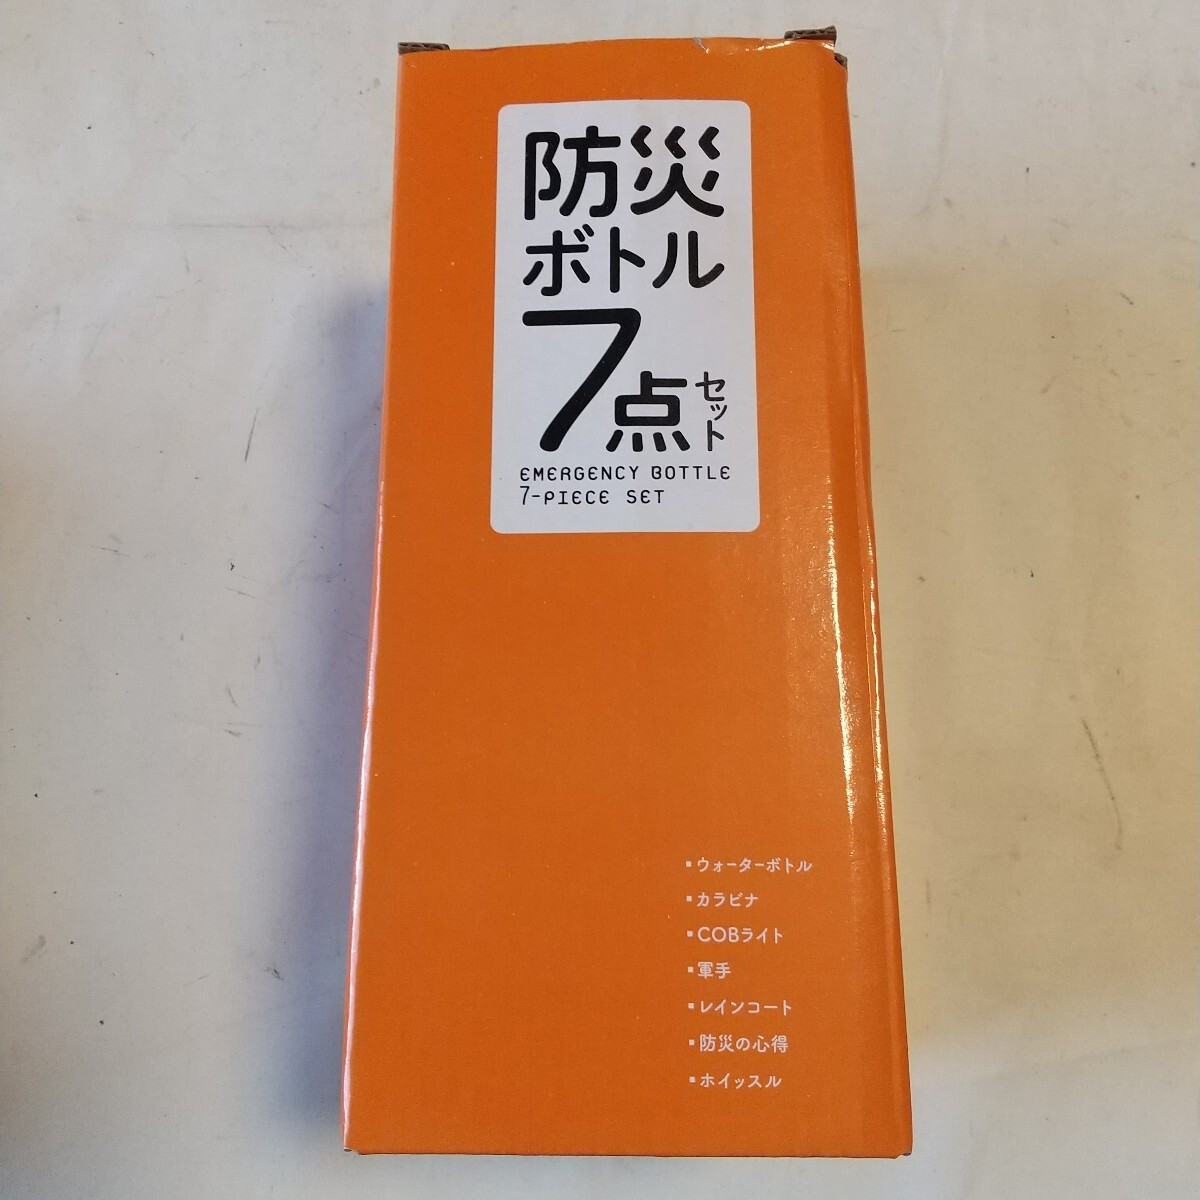 防災
ボトル
7点セット
EMERGENCY BOTTLE
7-PIECE SET
▪ウォーターボトル
▪カラビナ
▪COBライト
▪軍手
▪レインコート
▪防災の心得
▪ホイッスル